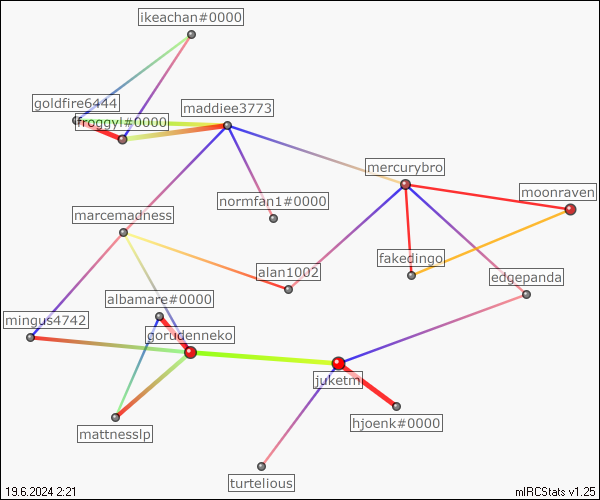 ikeachan#0000
goldfire6444
maddiee3773
froggyl#0000
mercurybro
moonraven
normfan1#0000
marcemadness
fakedingo
alan1002
edgepanda
albamare#0000
mingus4742
gorudenneko
juketm
hjoenk#0000
mattnesslp
turtelious
19.6.2024 2:21
mIRCStats v1.25